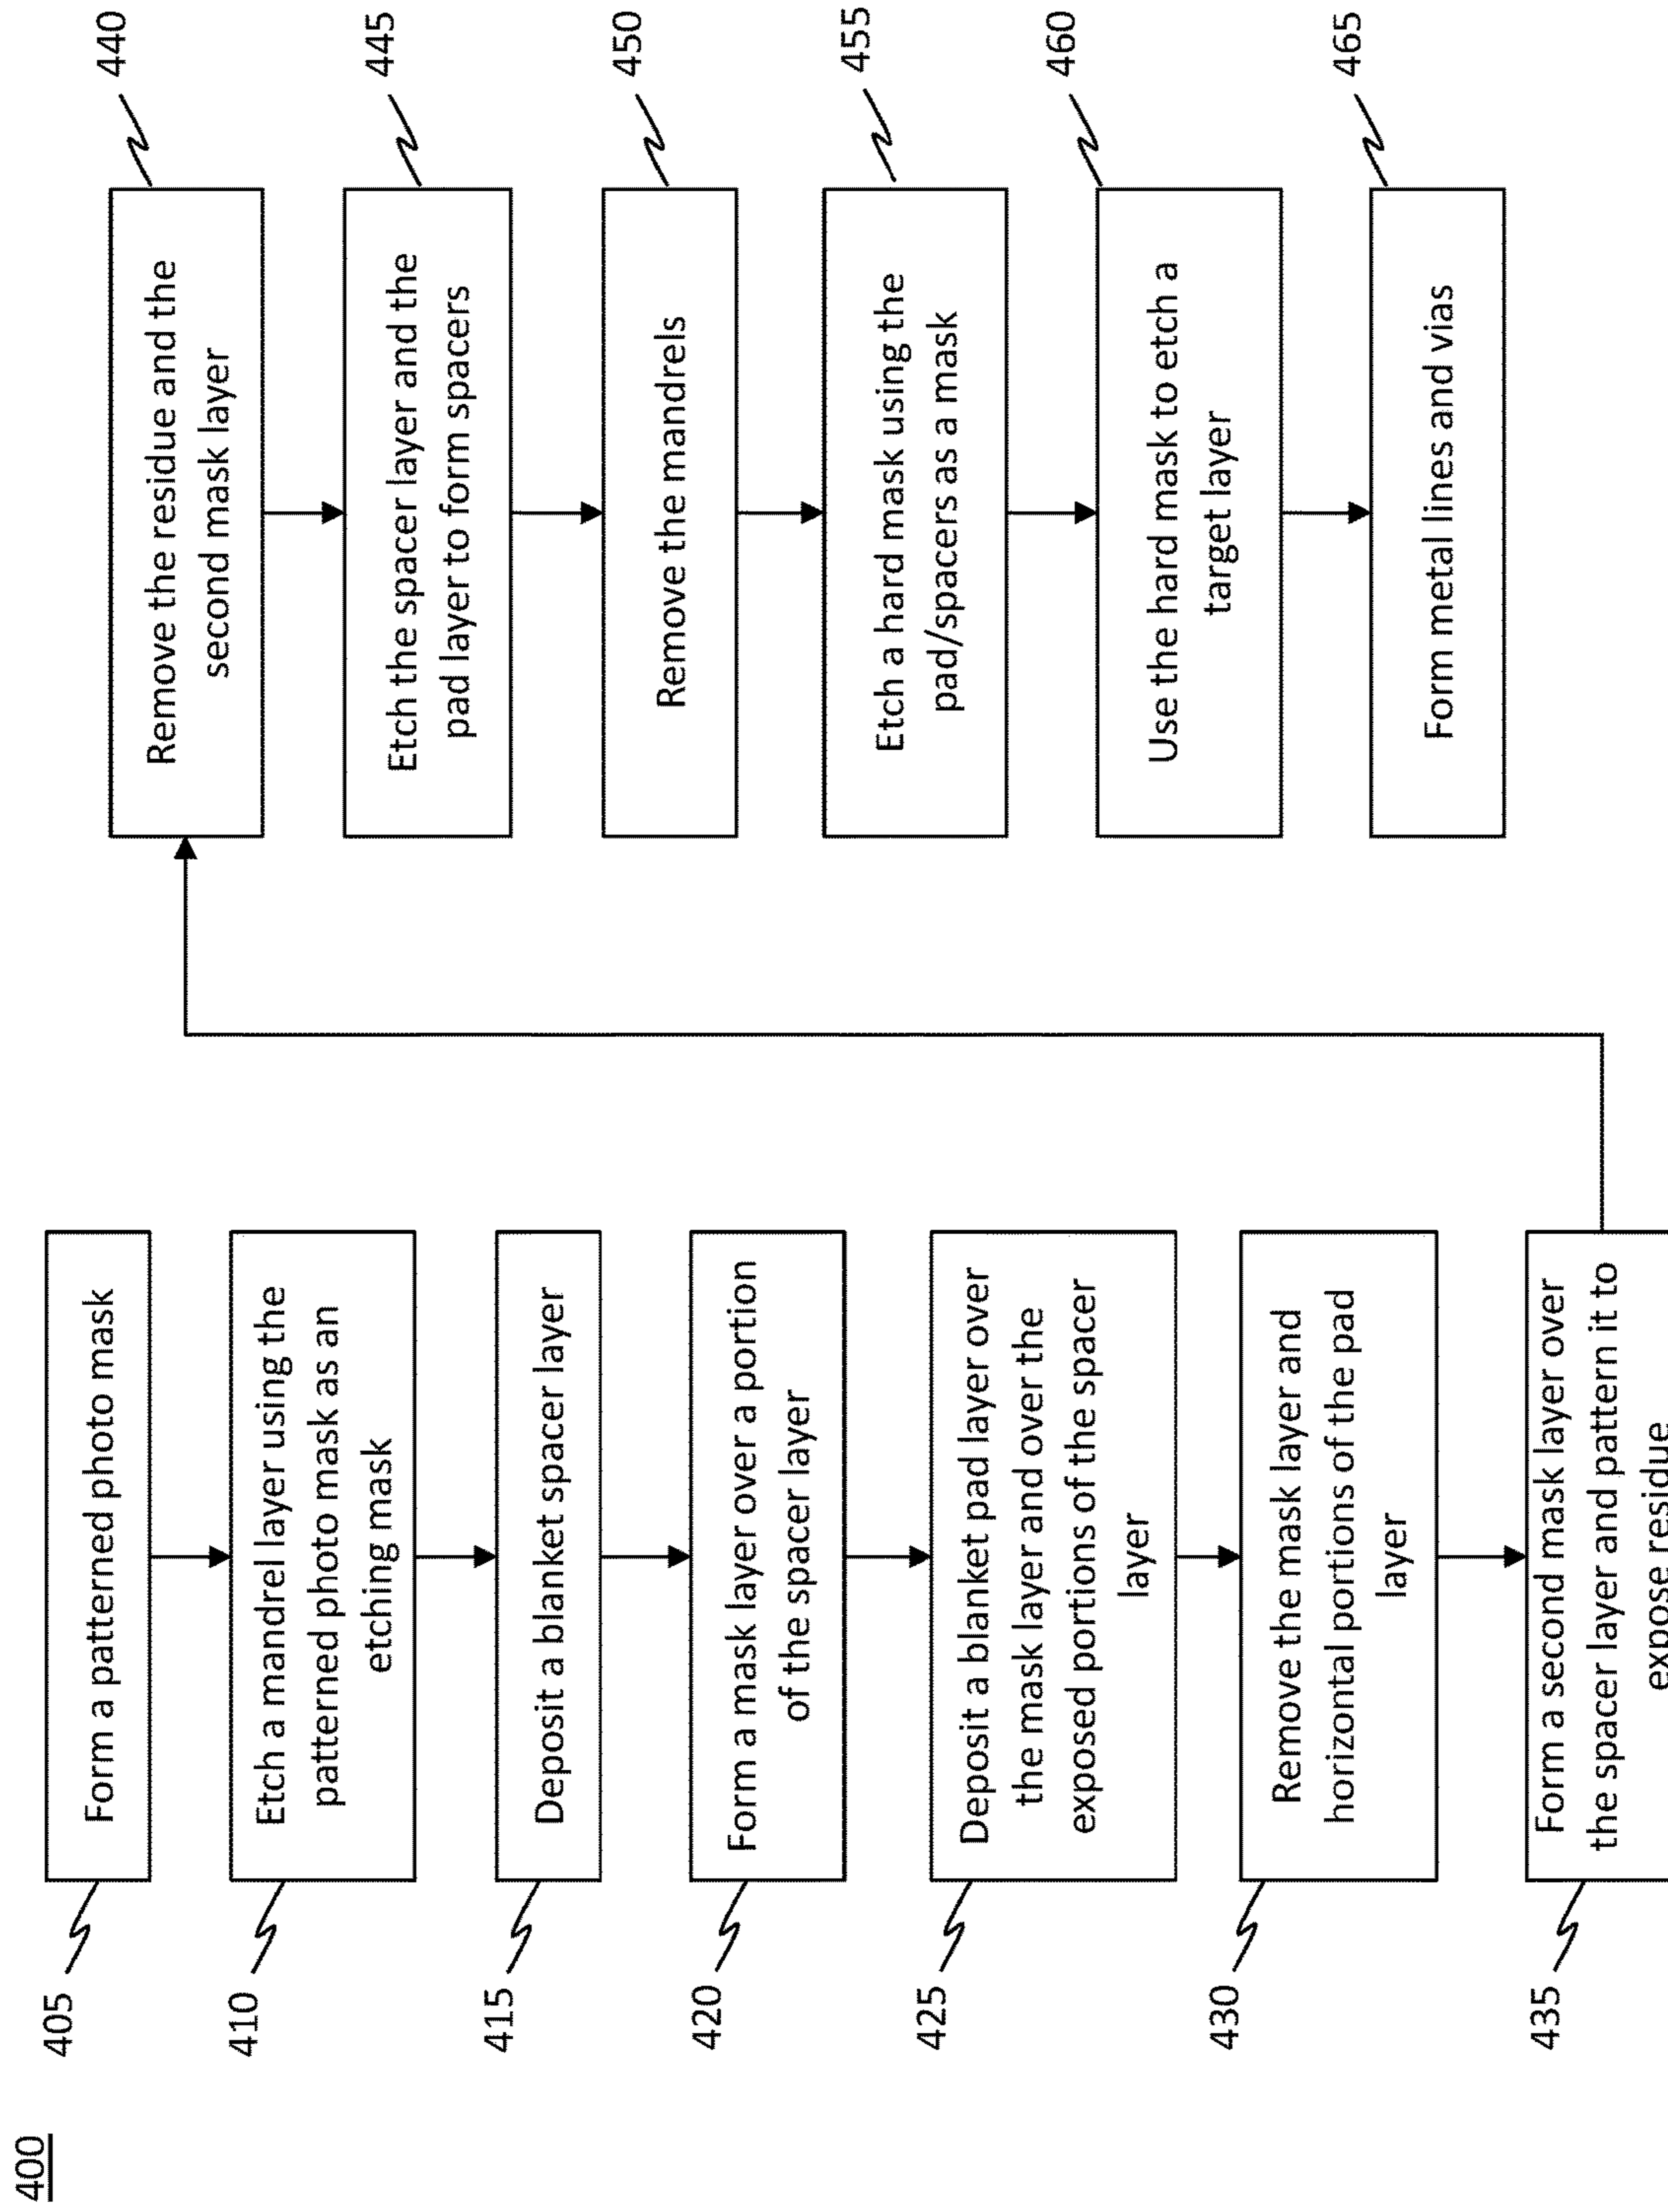 400
405
Form a patterned photo mask
410
Etch a mandrel layer using the
patterned photo mask as an
etching mask
415
Deposit a blanket spacer layer
420
Form a mask layer over a portion
of the spacer layer
425
Deposit a blanket pad layer over
the mask layer and over the
exposed portions of the spacer
layer
430
Remove the mask layer and
horizontal portions of the pad
layer
435
Form a second mask layer over
the spacer layer and pattern it to
expose residue
440
Remove the residue and the
second mask layer
445
Etch the spacer layer and the
pad layer to form spacers
450
Remove the mandrels
455
Etch a hard mask using the
pad/spacers as a mask
460
Use the hard mask to etch a
target layer
465
Form metal lines and vias